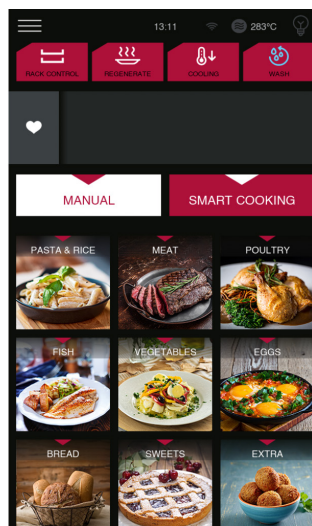 13:11 283°C
RACK CONTROL REGENERATE COOLING WASH
MANUAL SMART COOKING
PASTA & RICE MEAT POULTRY
FISH VEGETABLES EGGS
BREAD SWEETS EXTRA